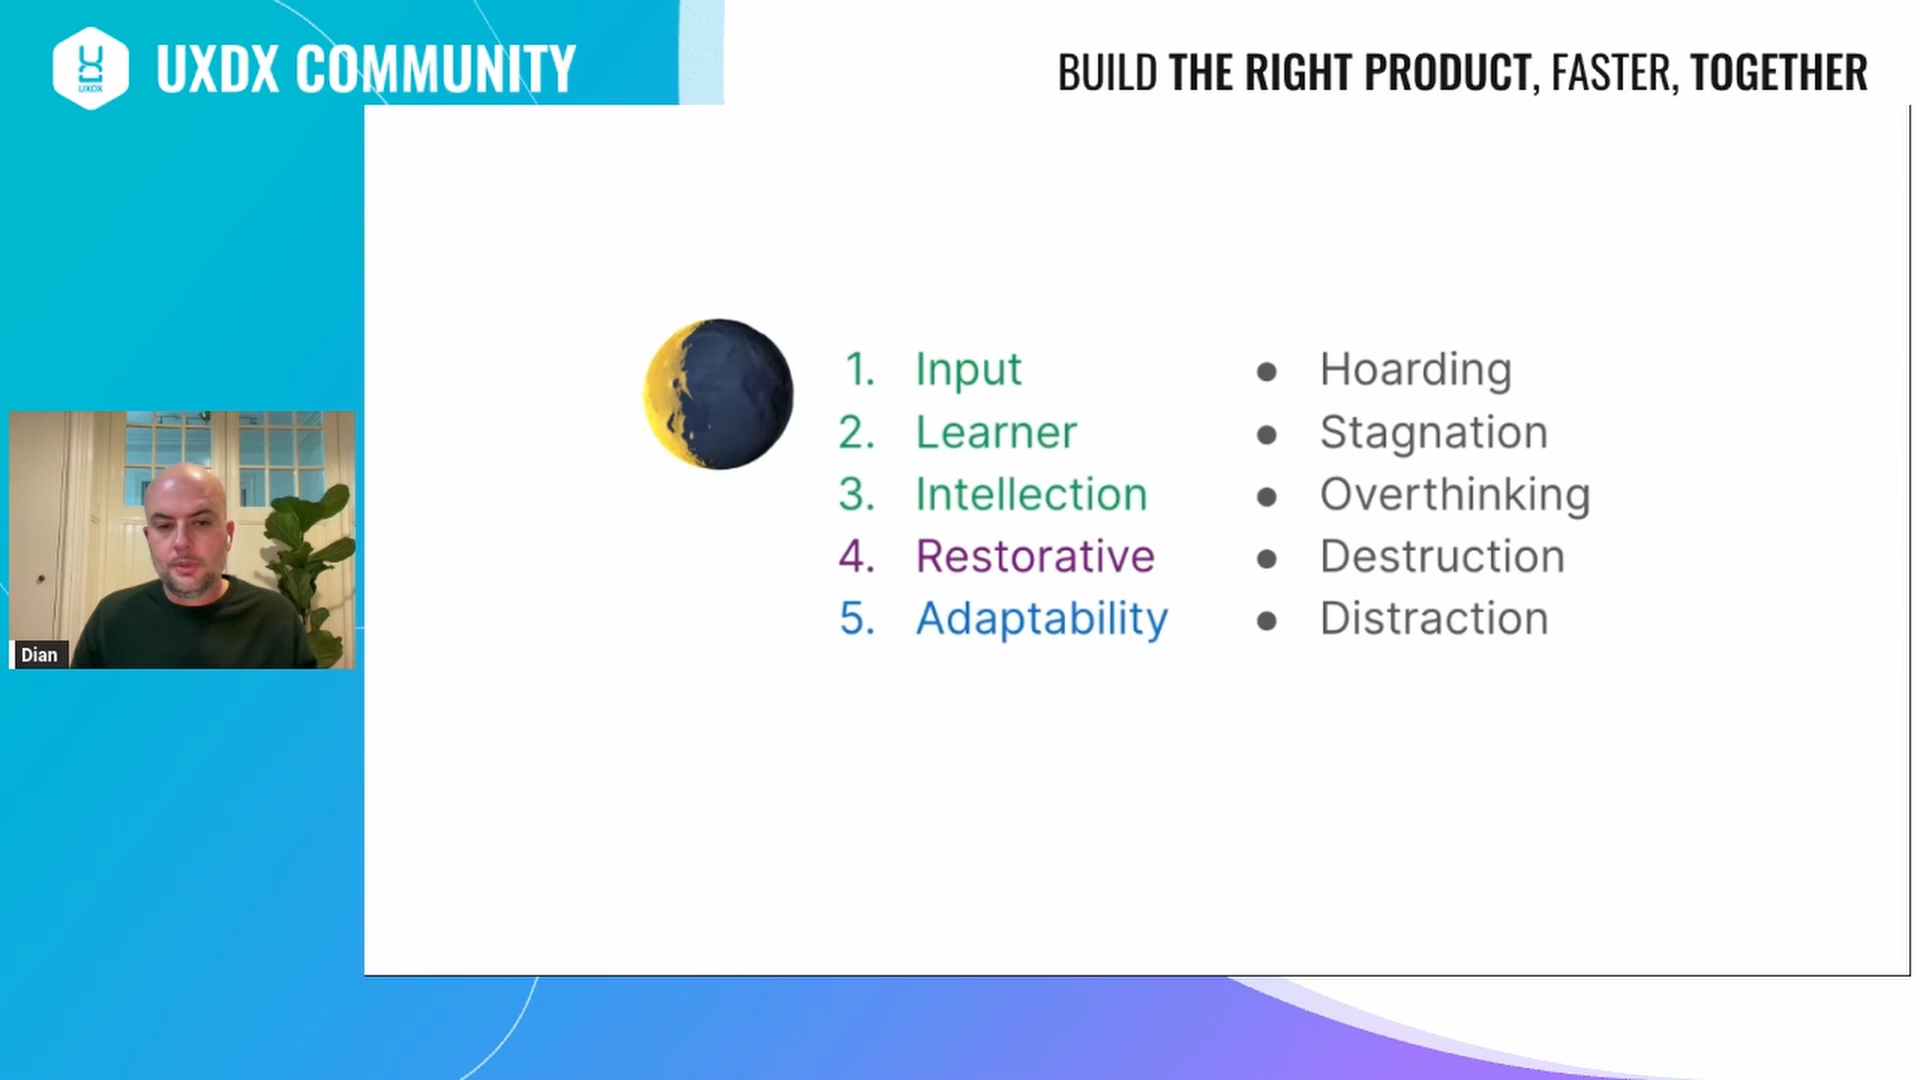 UXDX
UXDX COMMUNITY
BUILD THE RIGHT PRODUCT, FASTER, TOGETHER
1. Input
2. Learner
3. Intellection
4. Restorative
5. Adaptability
● Hoarding
● Stagnation
● Overthinking
● Destruction
● Distraction
Dian